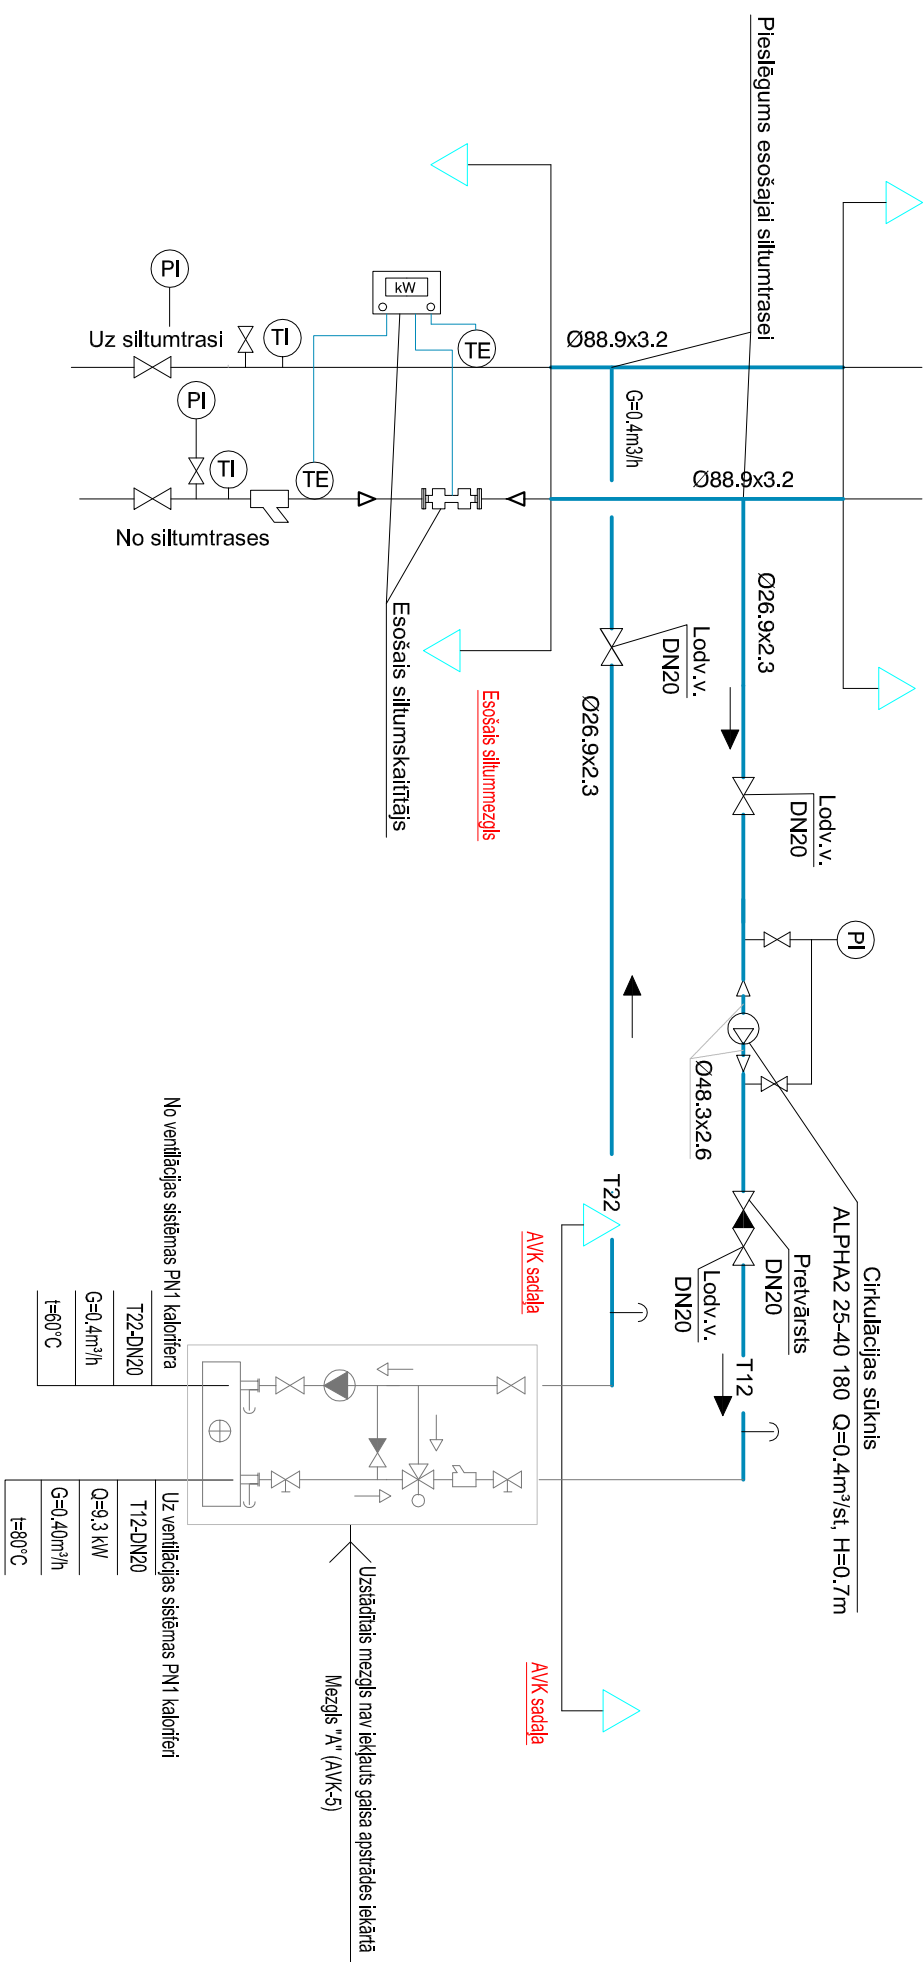 Pieslēgums esošajai siltumtrasei
PI
kW
Uz siltumtrasi
TI
TE
Ø88.9x3.2
G=0.4m3/h
PI
TI
TE
Ø88.9x3.2
No siltumtrases
Esošais siltumskaitītājs
Esošais siltummezgls
Lodv.v.
DN20
Ø26.9x2.3
Ø26.9x2.3
Lodv.v.
DN20
PI
Ø48.3x2.6
Cirkulācijas sūknis
ALPHA2 25-40 180 Q=0.4m³/st, H=0.7m
Pretvārsts
DN20
Lodv.v.
DN20
T22
T12
AVK sadaļa
AVK sadaļa
No ventilācijas sistēmas PN1 kalorifera
T22-DN20
G=0.4m³/h
t=60°C
Uz ventilācijas sistēmas PN1 kaloriferi
T12-DN20
Q=9.3 kW
G=0.40m³/h
t=80°C
Uzstādītais mezgls nav iekļauts gaisa apstrādes iekārtā
Mezgls "A" (AVK-5)